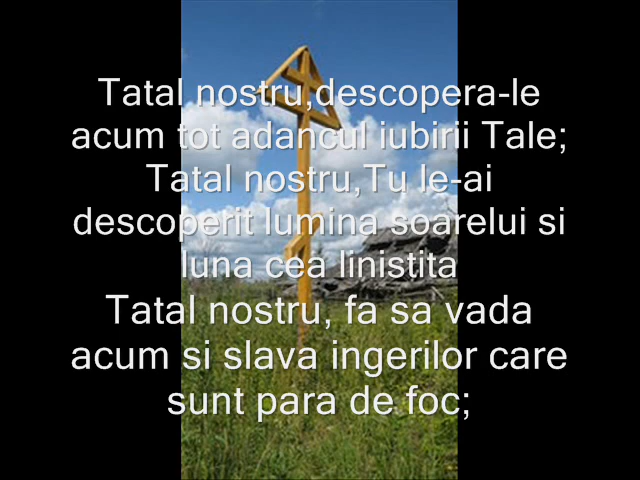 Tatal nostru,descopera-le
acum tot adancul iubirii Tale;
Tatal nostru,Tu le-ai
descoperit lumina soarelui si
luna cea linistita
Tatal nostru, fa sa vada
acum si slava ingerilor care
sunt para de foc;